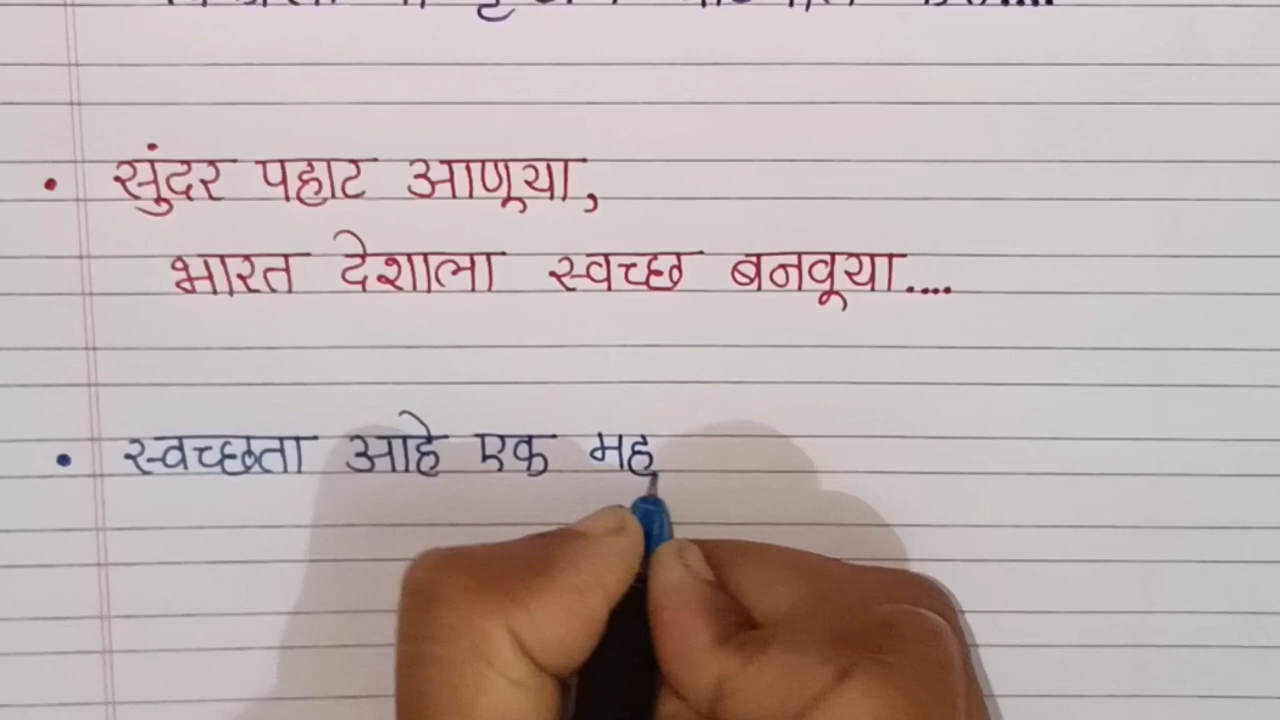 • सुंदर पहाट आणूया,
भारत देशाला स्वच्छ बनवूया....
• स्वच्छता आहे एक मह